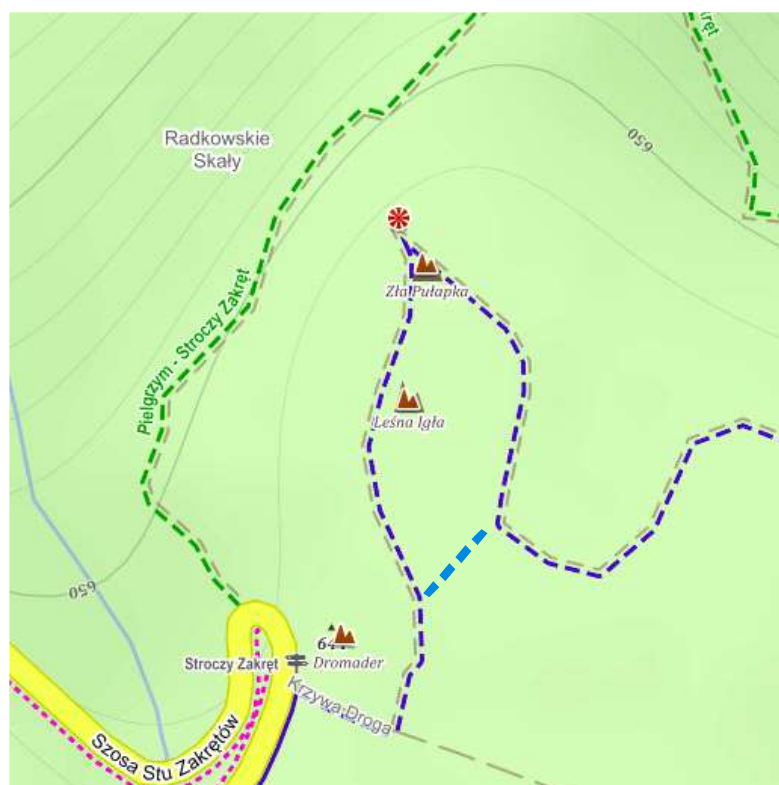 Radkowskie
Skały
650
Pielgrzym - Stroczy Zakręt
Zła Pułapka
Leśna Igła
650
Stroczy Zakręt
Dromader
Krzywa Droga
Szosa Stu Zakrętów